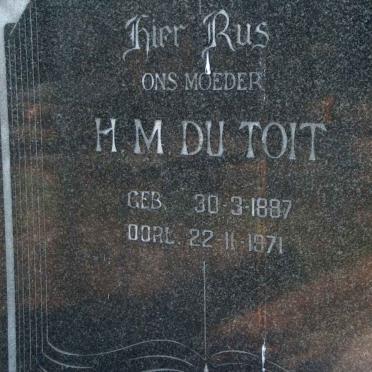 Hier Rus
ONS MOEDER
H. M. DU TOIT
GEB. 30-3-1887
OORL. 22-11-1971